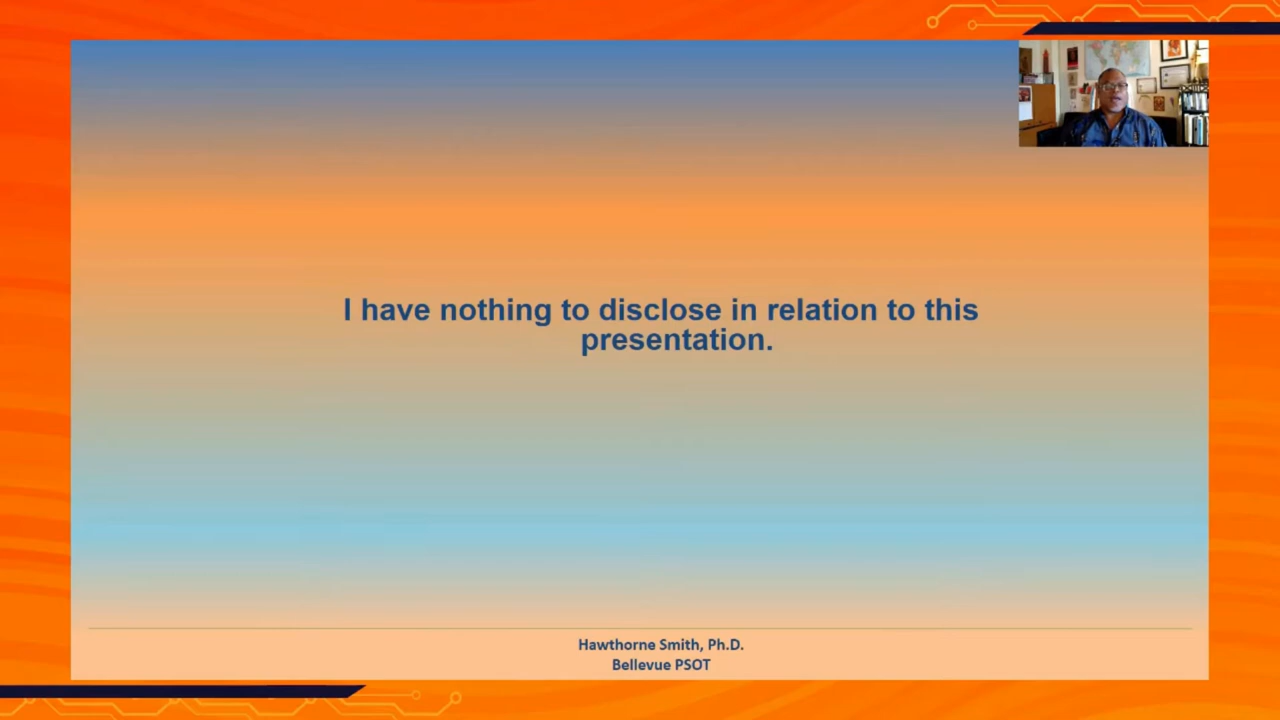 I have nothing to disclose in relation to this
presentation.
Hawthorne Smith, Ph.D.
Bellevue PSOT